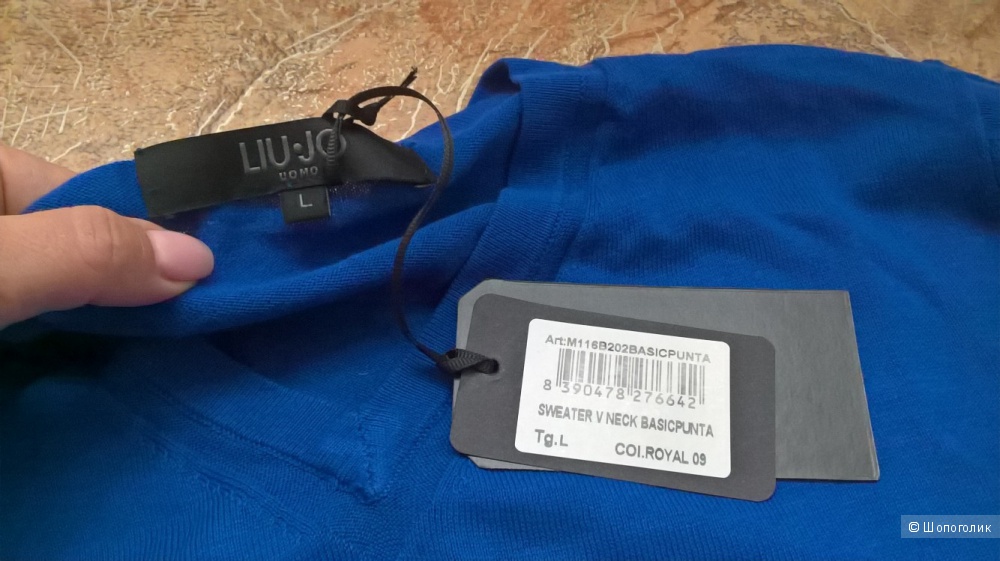 LIU·JO
UOMO
L
Art:M116B202BASICPUNTA
8 390478 276642
SWEATER V NECK BASICPUNTA
Tg.L
COl.ROYAL 09
© Шопоголик